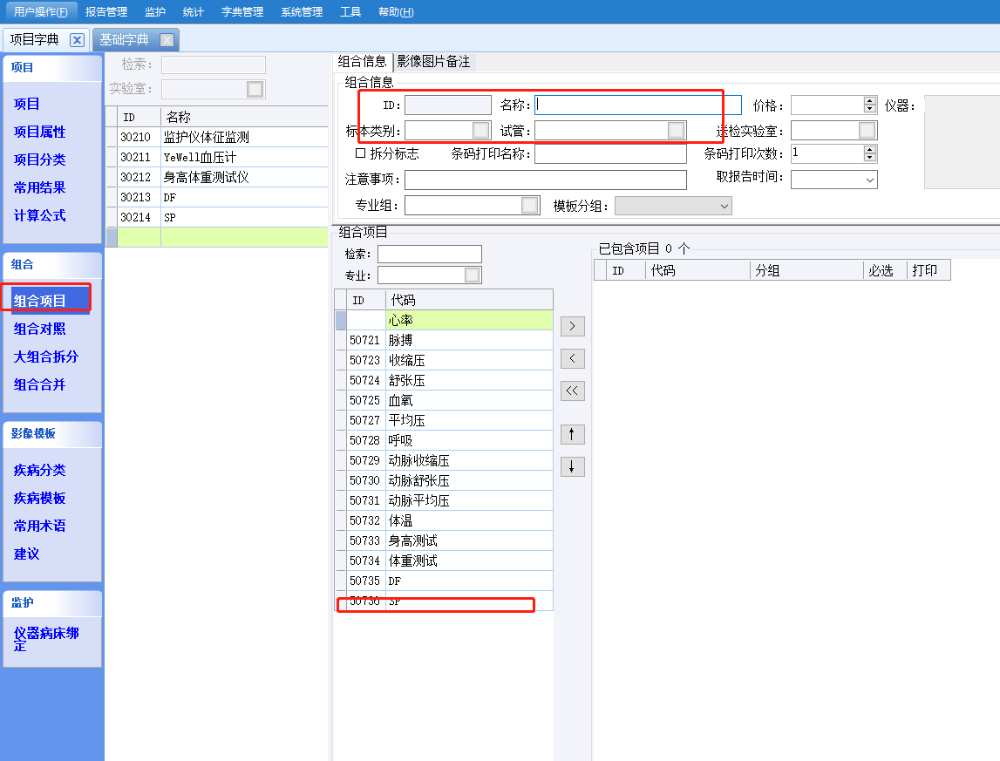 用户操作(F) 报告管理 监护 统计 字典管理 系统管理 工具 帮助(H)
项目字典 基础字典
项目
项目
项目属性
项目分类
常用结果
计算公式
组合
组合项目
组合对照
大组合拆分
组合合并
影像模板
疾病分类
疾病模板
常用术语
建议
监护
仪器病床绑
定
检索：
实验室：
ID 名称
30210 监护仪体征监测
30211 YeWell血压计
30212 身高体重测试仪
30213 DF
30214 SP
组合信息 影像图片备注
组合信息
ID： 名称： 价格： 仪器：
标本类别： 试管： 送检实验室：
拆分标志 条码打印名称： 条码打印次数： 1
注意事项： 取报告时间：
专业组： 模板分组：
组合项目
检索：
专业：
ID 代码
心率
50721 脉搏
50723 收缩压
50724 舒张压
50725 血氧
50727 平均压
50728 呼吸
50729 动脉收缩压
50730 动脉舒张压
50731 动脉平均压
50732 体温
50733 身高测试
50734 体重测试
50735 DF
50736 SP
> 
<
<<
↑
↓
已包含项目 0 个
ID 代码 分组 必选 打印